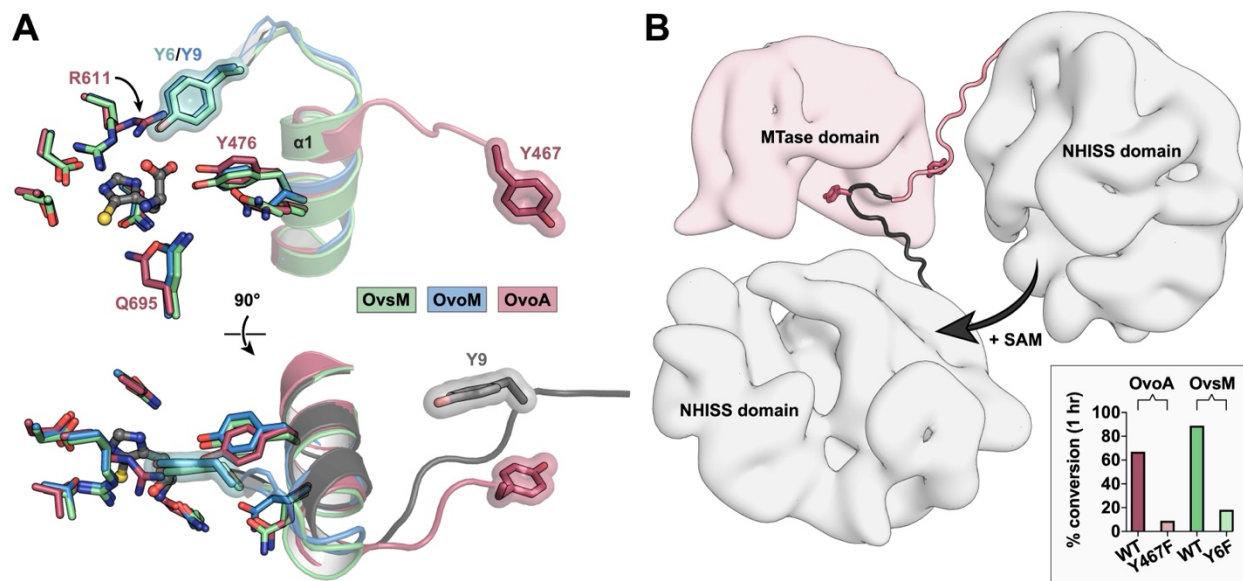 A
Y6/Y9
R611
Y476
α1
Y467
Q695
90°
OvsM
OvoM
OvoA
Y9
B
MTase domain
NHISS domain
+ SAM
NHISS domain
OvoA
OvsM
% conversion (1 hr)
100
80
60
40
20
0
WT
Y467F
WT
Y6F